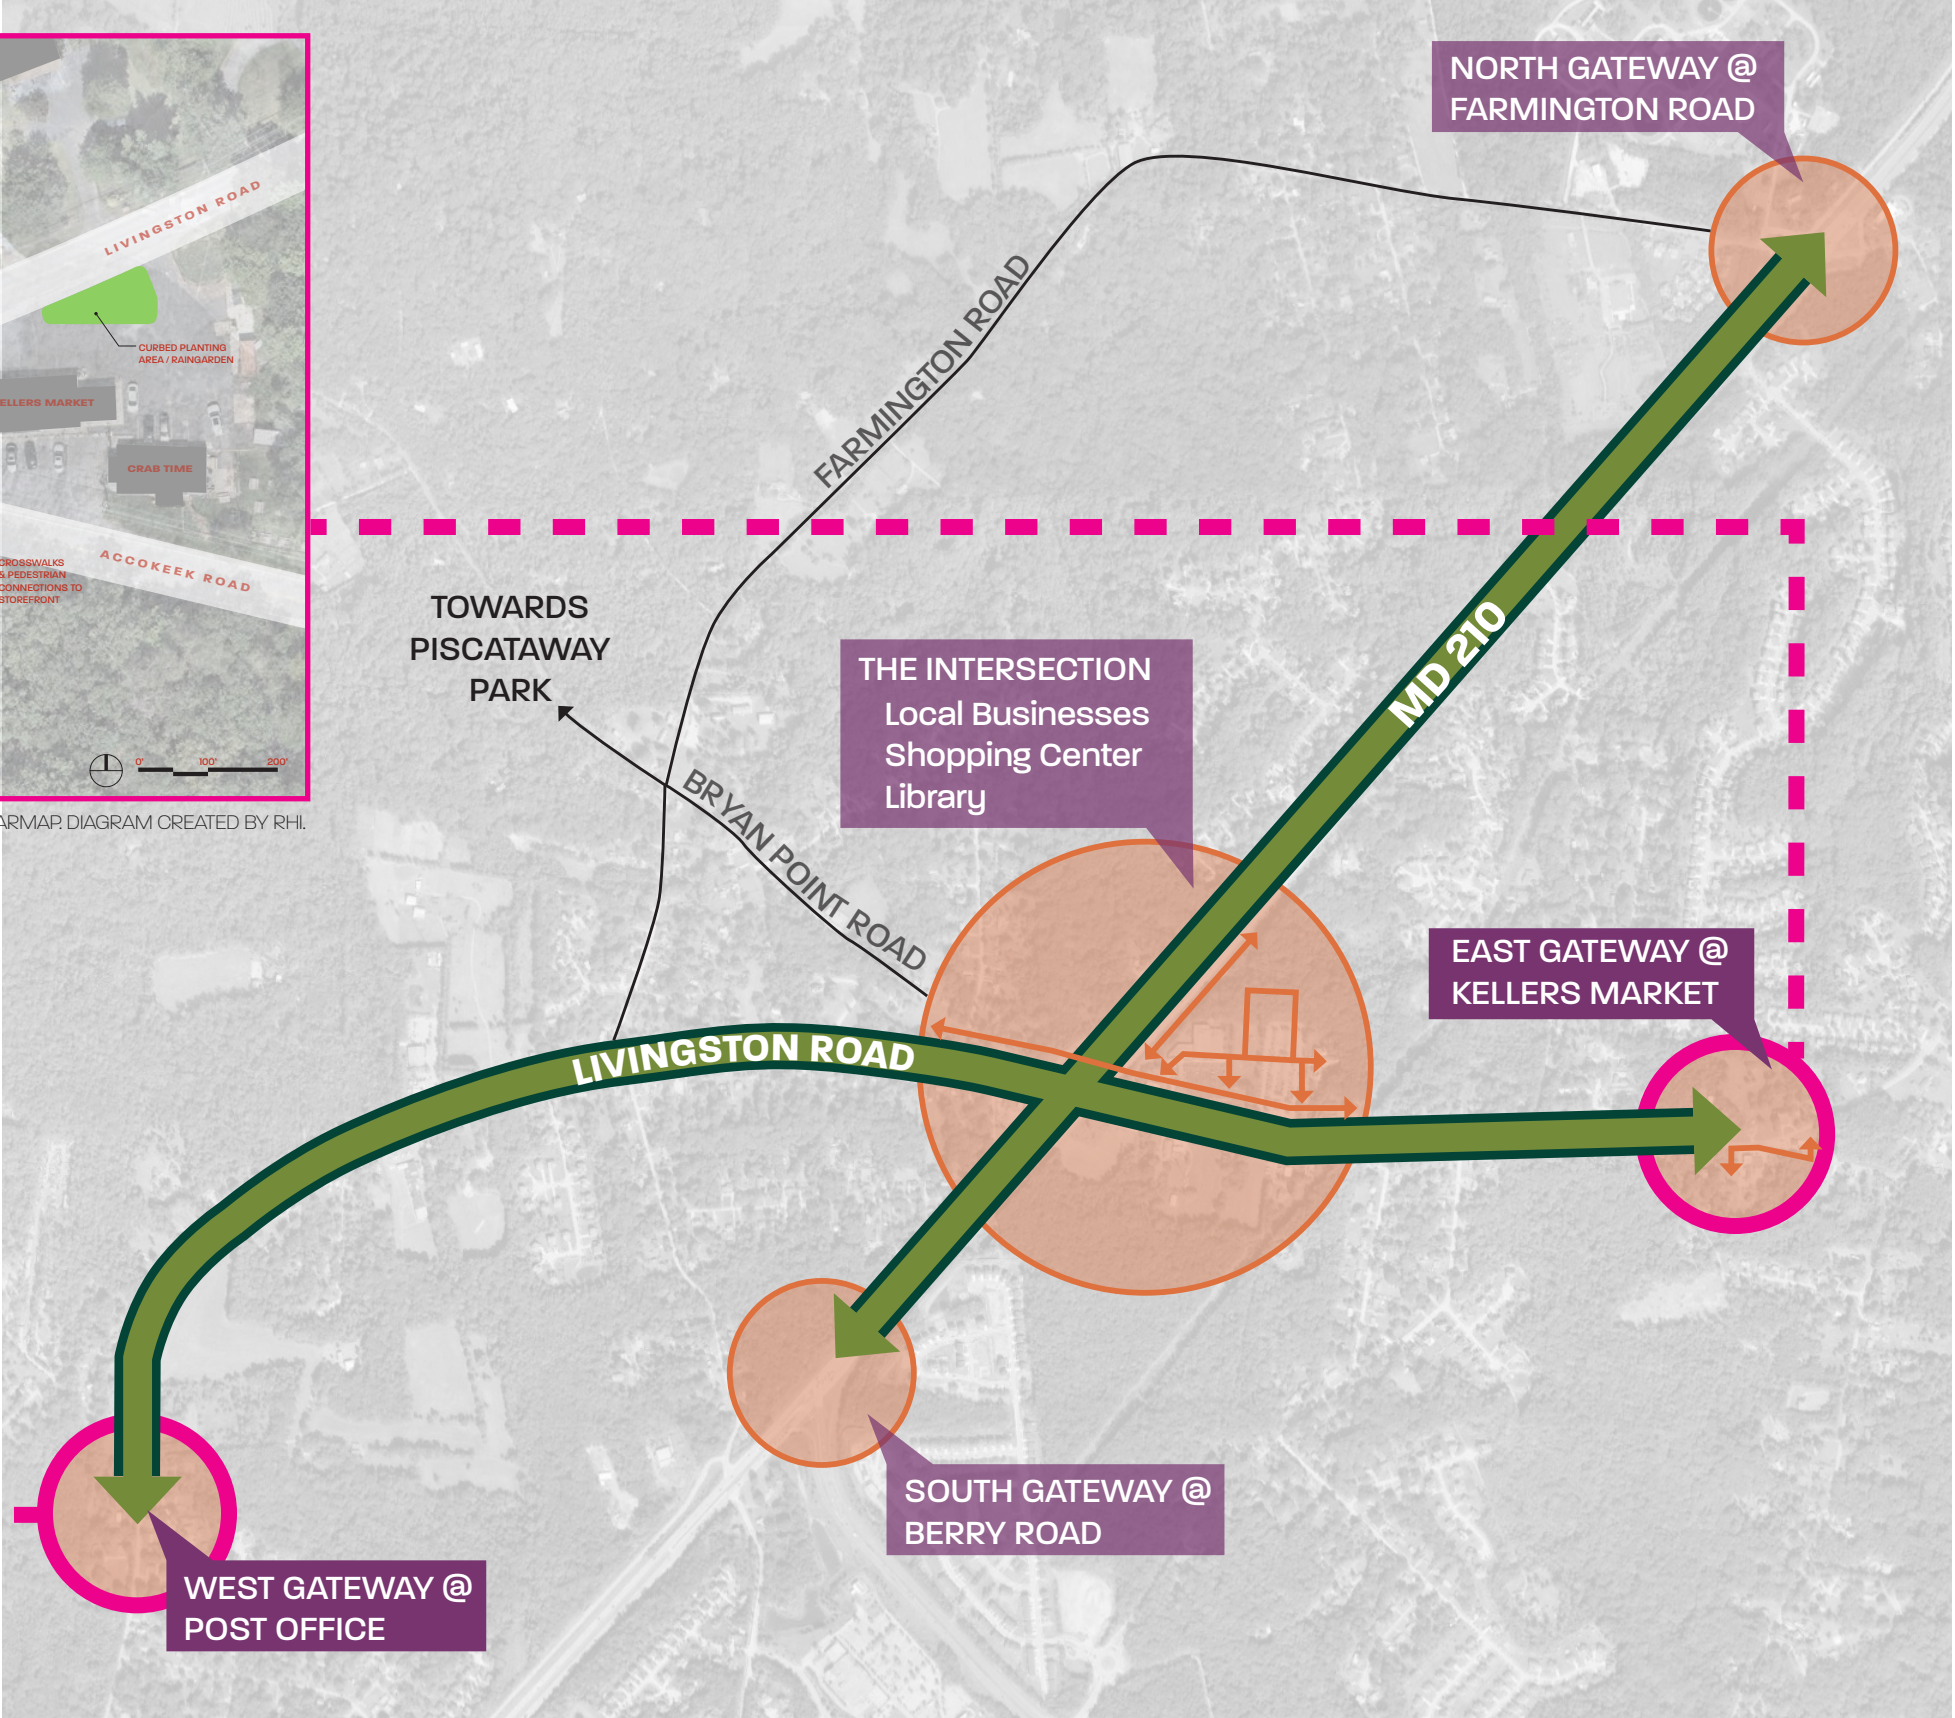 NORTH GATEWAY @
FARMINGTON ROAD
LIVINGSTON ROAD
CURBED PLANTING
AREA / RAINGARDEN
MARKET
CRAB TIME
ACCOKEEK ROAD
CROSSWALKS
& PEDESTRIAN
CONNECTIONS TO
STOREFRONT
0'
100'
200'
DIAGRAM CREATED BY RHI.
FARMINGTON ROAD
TOWARDS
PISCATAWAY
PARK
BRYAN POINT ROAD
THE INTERSECTION
Local Businesses
Shopping Center
Library
MD 210
EAST GATEWAY @
KELLERS MARKET
LIVINGSTON ROAD
SOUTH GATEWAY @
BERRY ROAD
WEST GATEWAY @
POST OFFICE